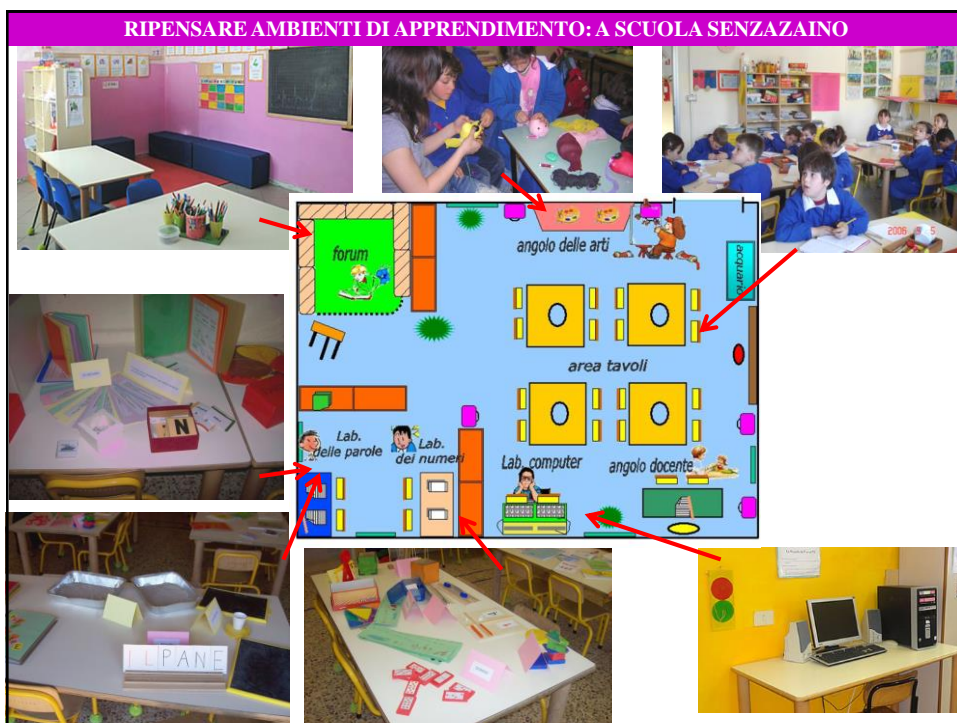 RIPENSARE AMBIENTI DI APPRENDIMENTO: A SCUOLA SENZAZAINO
2006 5 5
forum
angolo delle arti
acquario
area tavoli
Lab.
delle parole
Lab.
dei numeri
Lab. computer
angolo docente
N
IL PANE